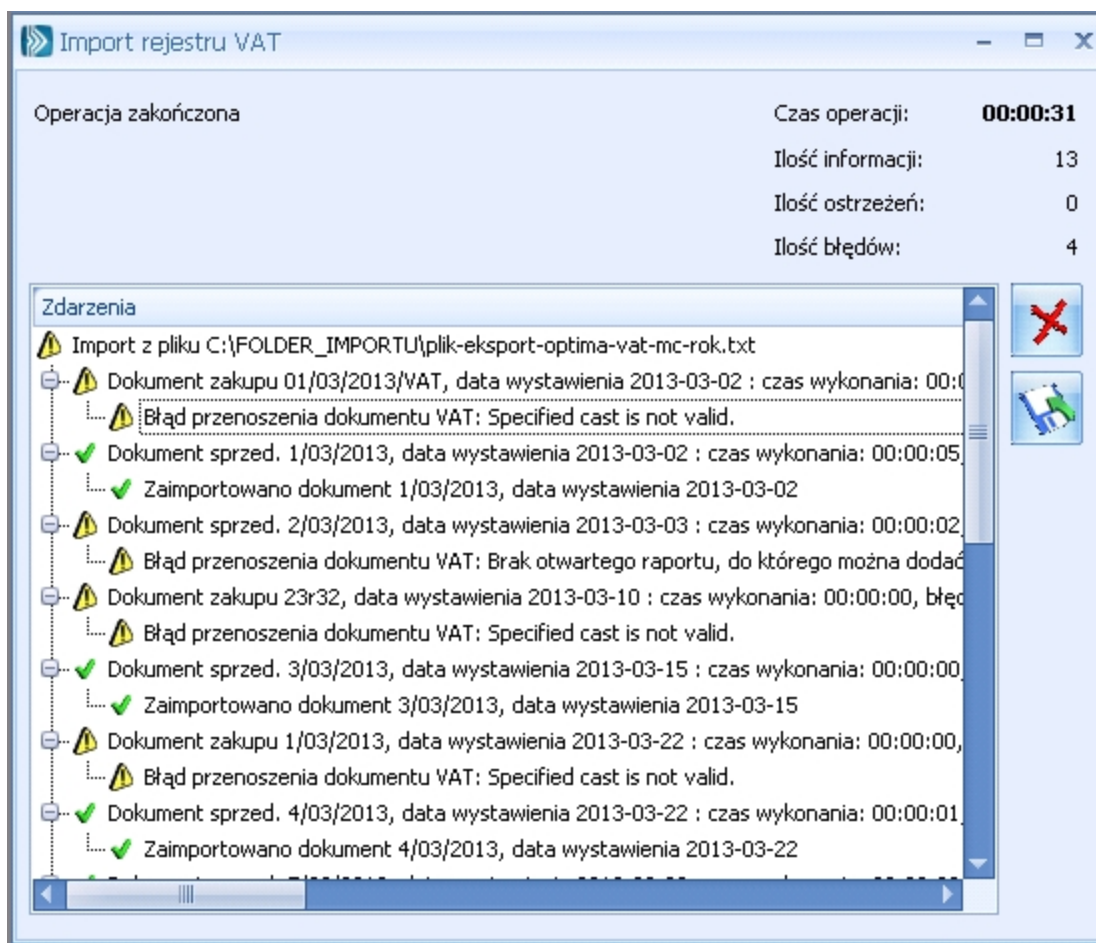 Import rejestru VAT
Operacja zakończona
Czas operacji: 00:00:31
Ilość informacji: 13
Ilość ostrzeżeń: 0
Ilość błędów: 4
Zdarzenia
Import z pliku C:\FOLDER_IMPORTU\plik-eksport-optima-vat-mc-rok.txt
Dokument zakupu 01/03/2013/VAT, data wystawienia 2013-03-02 : czas wykonania: 00:0
Błąd przenoszenia dokumentu VAT: Specified cast is not valid.
Dokument sprzed. 1/03/2013, data wystawienia 2013-03-02 : czas wykonania: 00:00:05,
Zaimportowano dokument 1/03/2013, data wystawienia 2013-03-02
Dokument sprzed. 2/03/2013, data wystawienia 2013-03-03 : czas wykonania: 00:00:02,
Błąd przenoszenia dokumentu VAT: Brak otwartego raportu, do którego można dodać
Dokument zakupu 23r32, data wystawienia 2013-03-10 : czas wykonania: 00:00:00, błęd
Błąd przenoszenia dokumentu VAT: Specified cast is not valid.
Dokument sprzed. 3/03/2013, data wystawienia 2013-03-15 : czas wykonania: 00:00:00,
Zaimportowano dokument 3/03/2013, data wystawienia 2013-03-15
Dokument zakupu 1/03/2013, data wystawienia 2013-03-22 : czas wykonania: 00:00:00,
Błąd przenoszenia dokumentu VAT: Specified cast is not valid.
Dokument sprzed. 4/03/2013, data wystawienia 2013-03-22 : czas wykonania: 00:00:01,
Zaimportowano dokument 4/03/2013, data wystawienia 2013-03-22